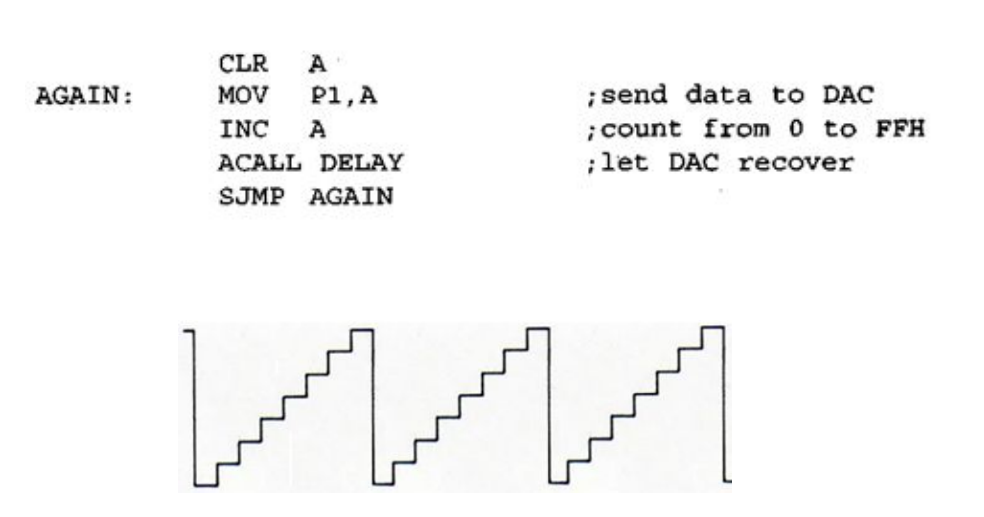 CLR A
AGAIN: MOV P1,A ;send data to DAC
INC A ;count from 0 to FFH
ACALL DELAY ;let DAC recover
SJMP AGAIN